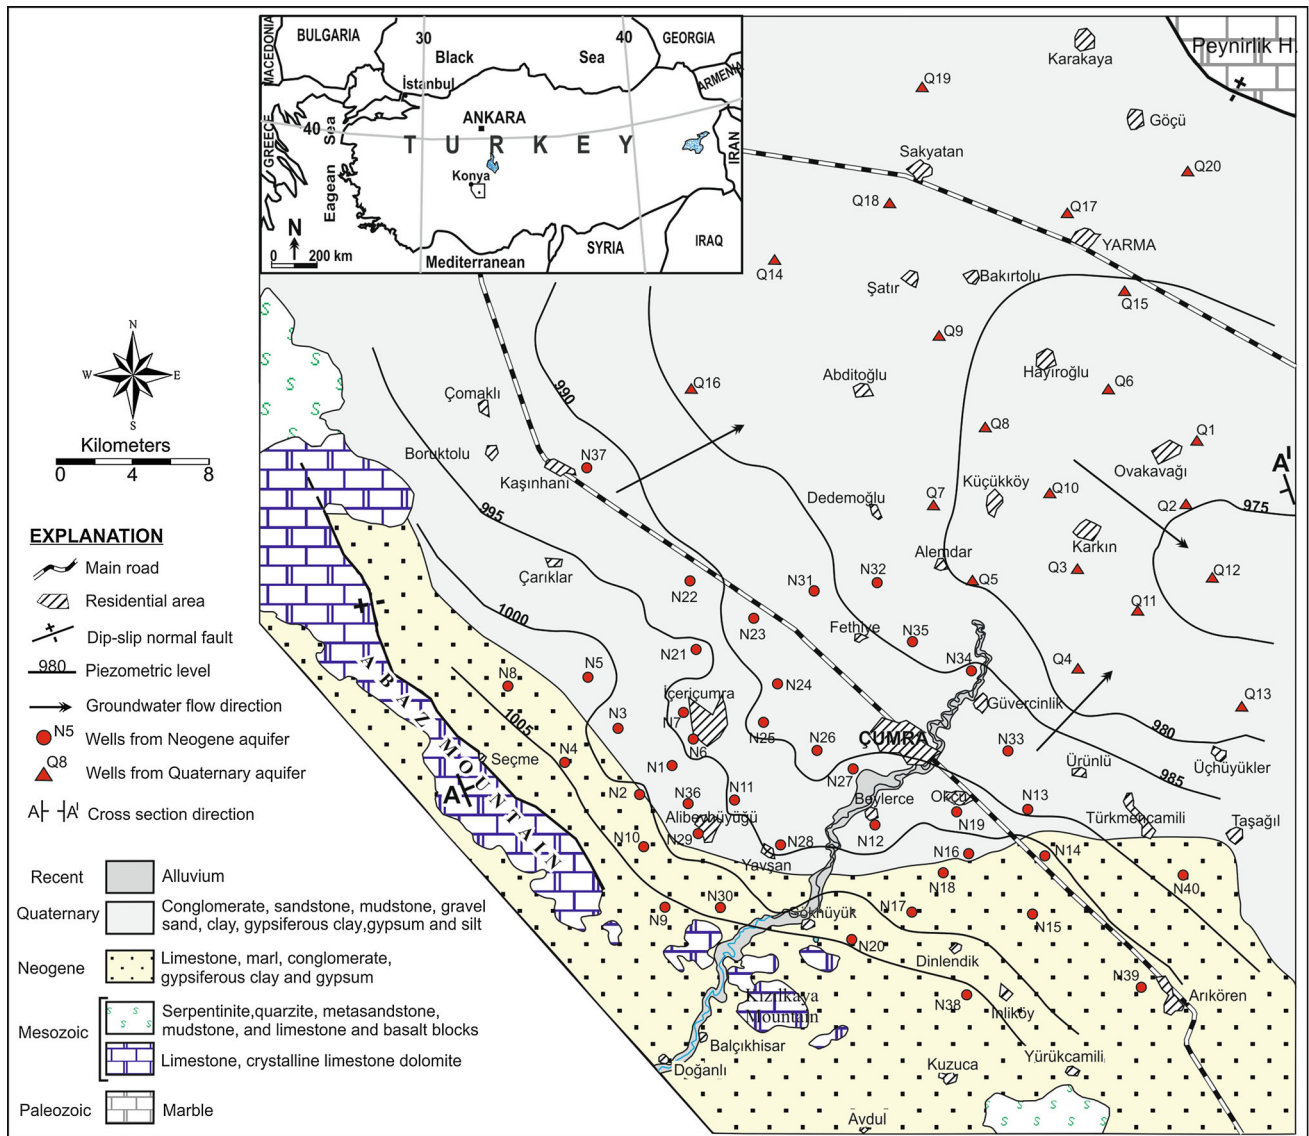 MACEDONIA
BULGARIA
30
40
GEORGIA
Black
Sea
İstanbul
ARMENIA
ANKARA
40
T U R K E Y
GREECE
Eagean Sea
IRAN
Konya
N
0 200 km
SYRIA
IRAQ
Mediterranean
Karakaya
Peynirlik H.
Q19
Göçü
Sakyatan
Q20
Q18
Q17
YARMA
Q14
Şatır
Bakırtolu
Q15
Q9
Hayıroğlu
Abditoğlu
Q6
Q16
990
Çomaklı
Q8
Q1
Boruktolu
N37
Kaşınhanı
Ovakavağı
A'
Küçükköy
Q10
Dedemoğlu
Q7
Q2
975
995
Karkın
Alemdar
Q3
Q12
Çarıklar
N22
N31
N32
Q5
Q11
1000
N23
Fethiye
N35
N21
N34
Q4
N5
N8
N24
İçericumra
Güvercinlik
Q13
N7
N3
1005
N25
980
N6
N26
ÇUMRA
N33
Seçme
N4
N1
N27
Ürünlü
Üçhüyükler
985
A
N2
N36
N11
Beylerce
Okçu
N13
Alibeyhüyüğü
N19
Türkmencamili
Taşağıl
N10
N29
N28
N12
Yavşan
N16
N14
N18
N40
ABAZ MOUNTAIN
N9
N30
Gökhüyük
N17
N15
N20
Dinlendik
N39
Kızılkaya
Mountain
N38
İnliköy
Arıkören
Balçıkhisar
Doğanlı
Kuzuca
Yürükcamili
Avdul
N
W E
S
Kilometers
0 4 8
EXPLANATION
Main road
Residential area
Dip-slip normal fault
980 Piezometric level
Groundwater flow direction
N5 Wells from Neogene aquifer
Q8 Wells from Quaternary aquifer
A A' Cross section direction
Recent Alluvium
Quaternary Conglomerate, sandstone, mudstone, gravel
sand, clay, gypsiferous clay,gypsum and silt
Neogene Limestone, marl, conglomerate,
gypsiferous clay and gypsum
Mesozoic Serpentinite,quarzite, metasandstone,
mudstone, and limestone and basalt blocks
Limestone, crystalline limestone dolomite
Paleozoic Marble